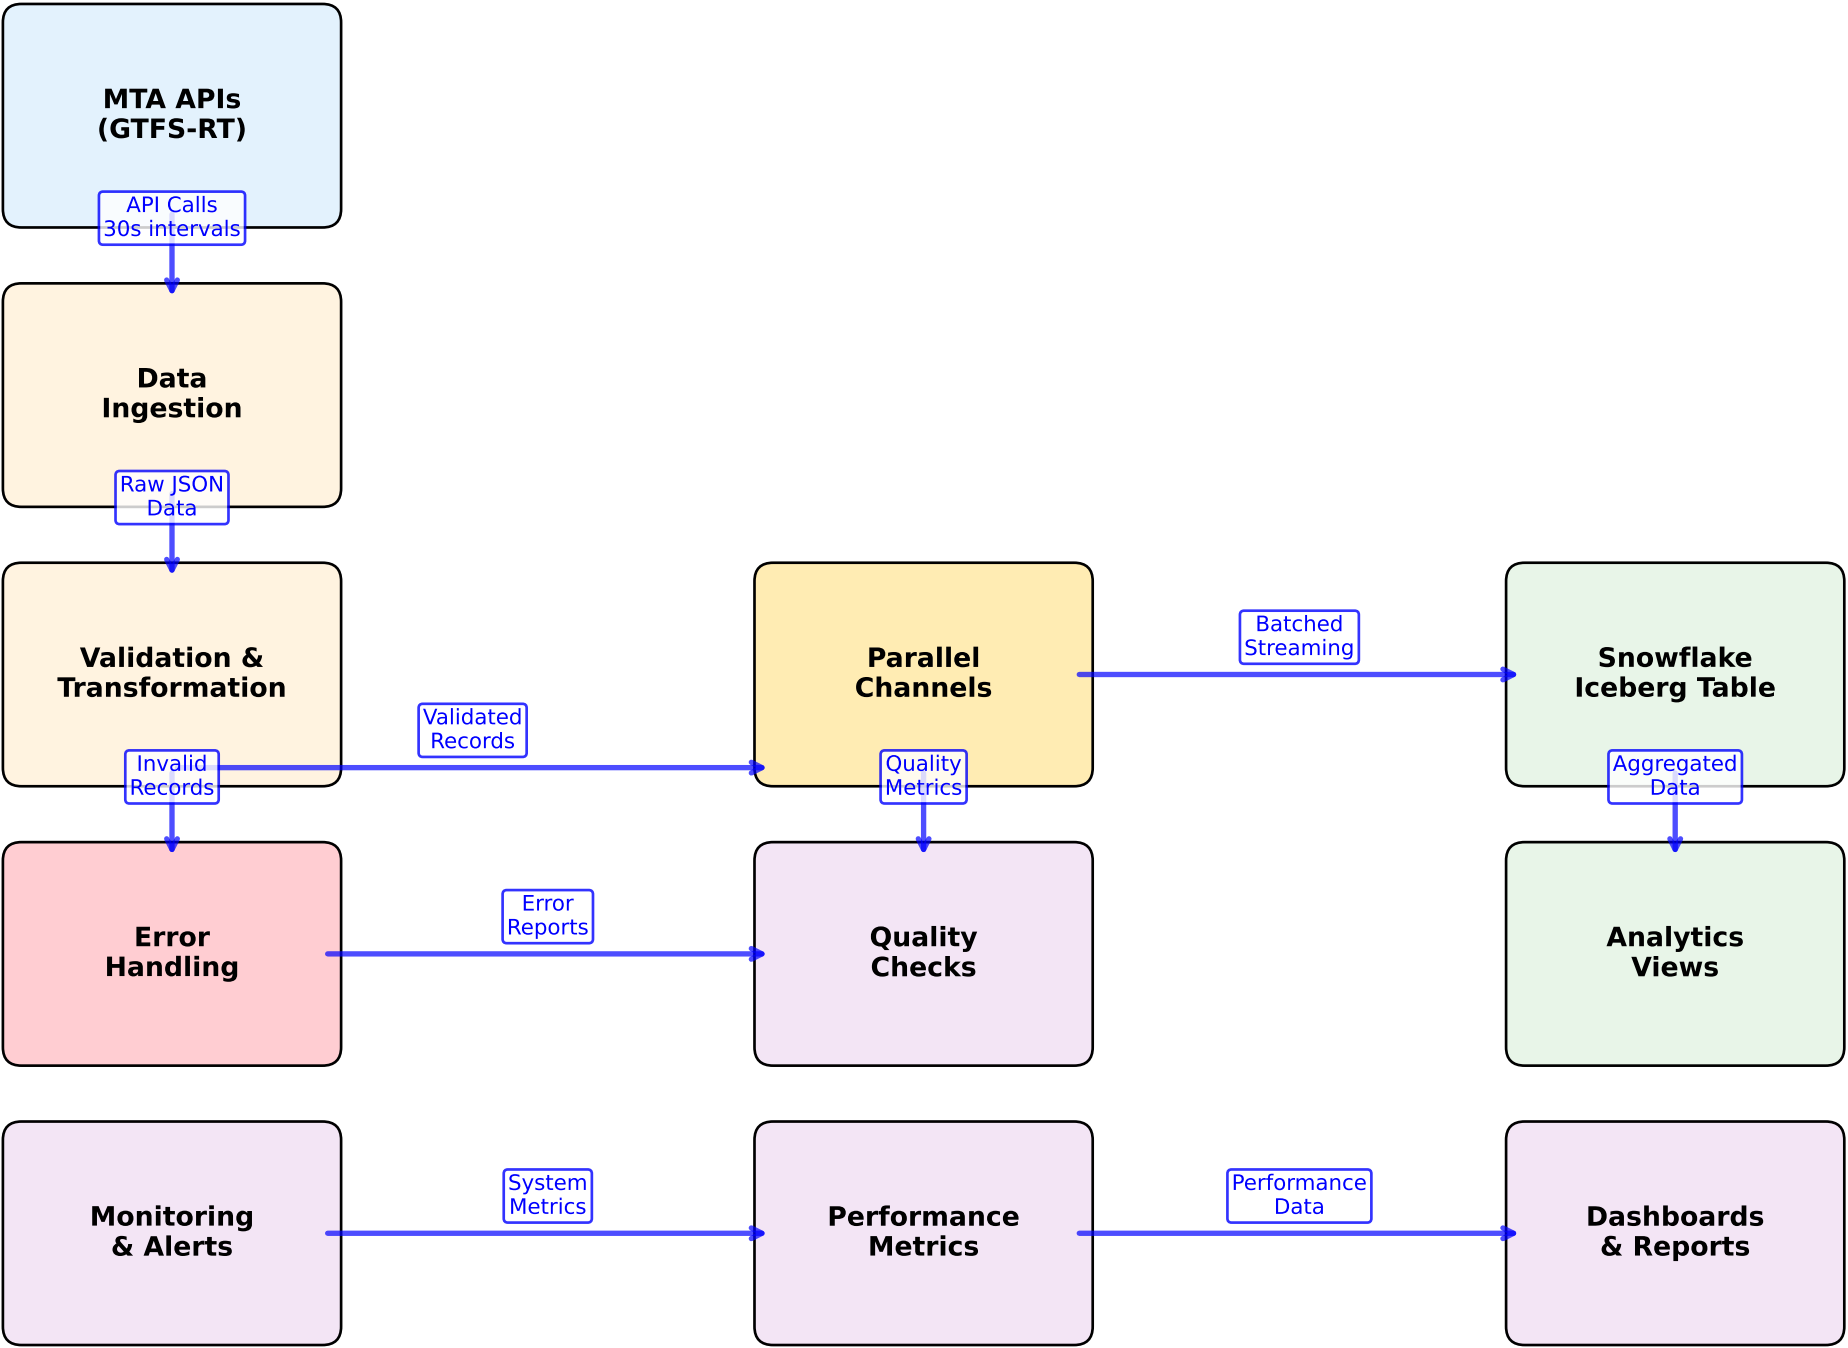 MTA APIs
(GTFS-RT)
API Calls
30s intervals
Data
Ingestion
Raw JSON
Data
Validation &
Transformation
Invalid
Records
Validated
Records
Parallel
Channels
Quality
Metrics
Batched
Streaming
Snowflake
Iceberg Table
Aggregated
Data
Error
Handling
Error
Reports
Quality
Checks
Analytics
Views
Monitoring
& Alerts
System
Metrics
Performance
Metrics
Performance
Data
Dashboards
& Reports